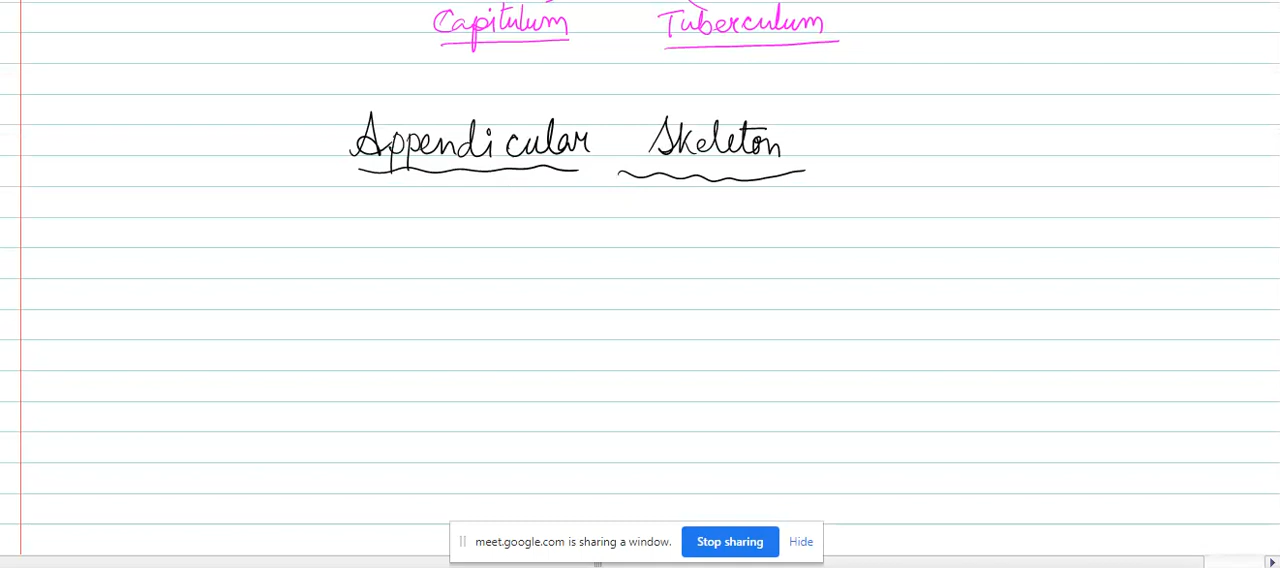 Capitulum Tuberculum
Appendicular Skeleton
meet.google.com is sharing a window. Stop sharing Hide